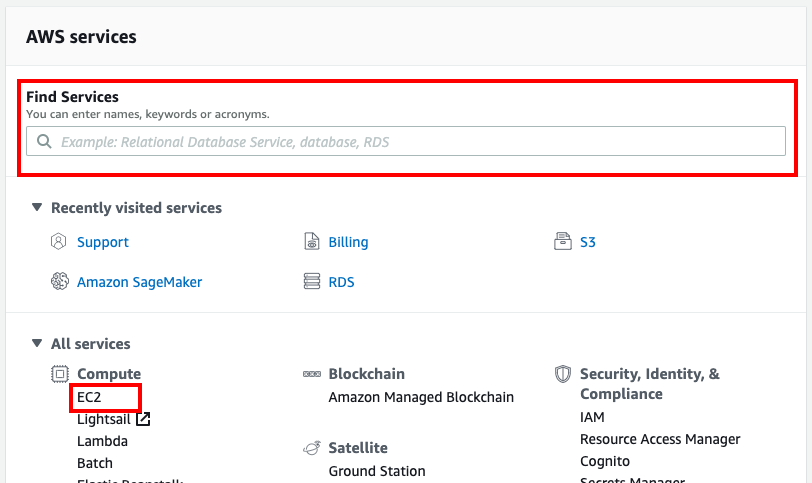 AWS services
Find Services
You can enter names, keywords or acronyms.
Example: Relational Database Service, database, RDS
Recently visited services
Support
Billing
S3
Amazon SageMaker
RDS
All services
Compute
EC2
Lightsail
Lambda
Batch
Elastic Beanstalk
Blockchain
Amazon Managed Blockchain
Satellite
Ground Station
Security, Identity, &
Compliance
IAM
Resource Access Manager
Cognito
Secrets Manager